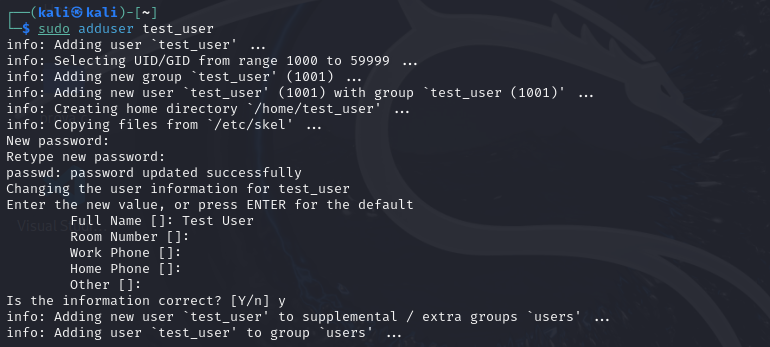 ┌──(kali㉿kali)-[~]
└─$ sudo adduser test_user
info: Adding user `test_user' ...
info: Selecting UID/GID from range 1000 to 59999 ...
info: Adding new group `test_user' (1001) ...
info: Adding new user `test_user' (1001) with group `test_user (1001)' ...
info: Creating home directory `/home/test_user' ...
info: Copying files from `/etc/skel' ...
New password:
Retype new password:
passwd: password updated successfully
Changing the user information for test_user
Enter the new value, or press ENTER for the default
        Full Name []: Test User
        Room Number []:
        Work Phone []:
        Home Phone []:
        Other []:
Is the information correct? [Y/n] y
info: Adding new user `test_user' to supplemental / extra groups `users' ...
info: Adding user `test_user' to group `users' ...